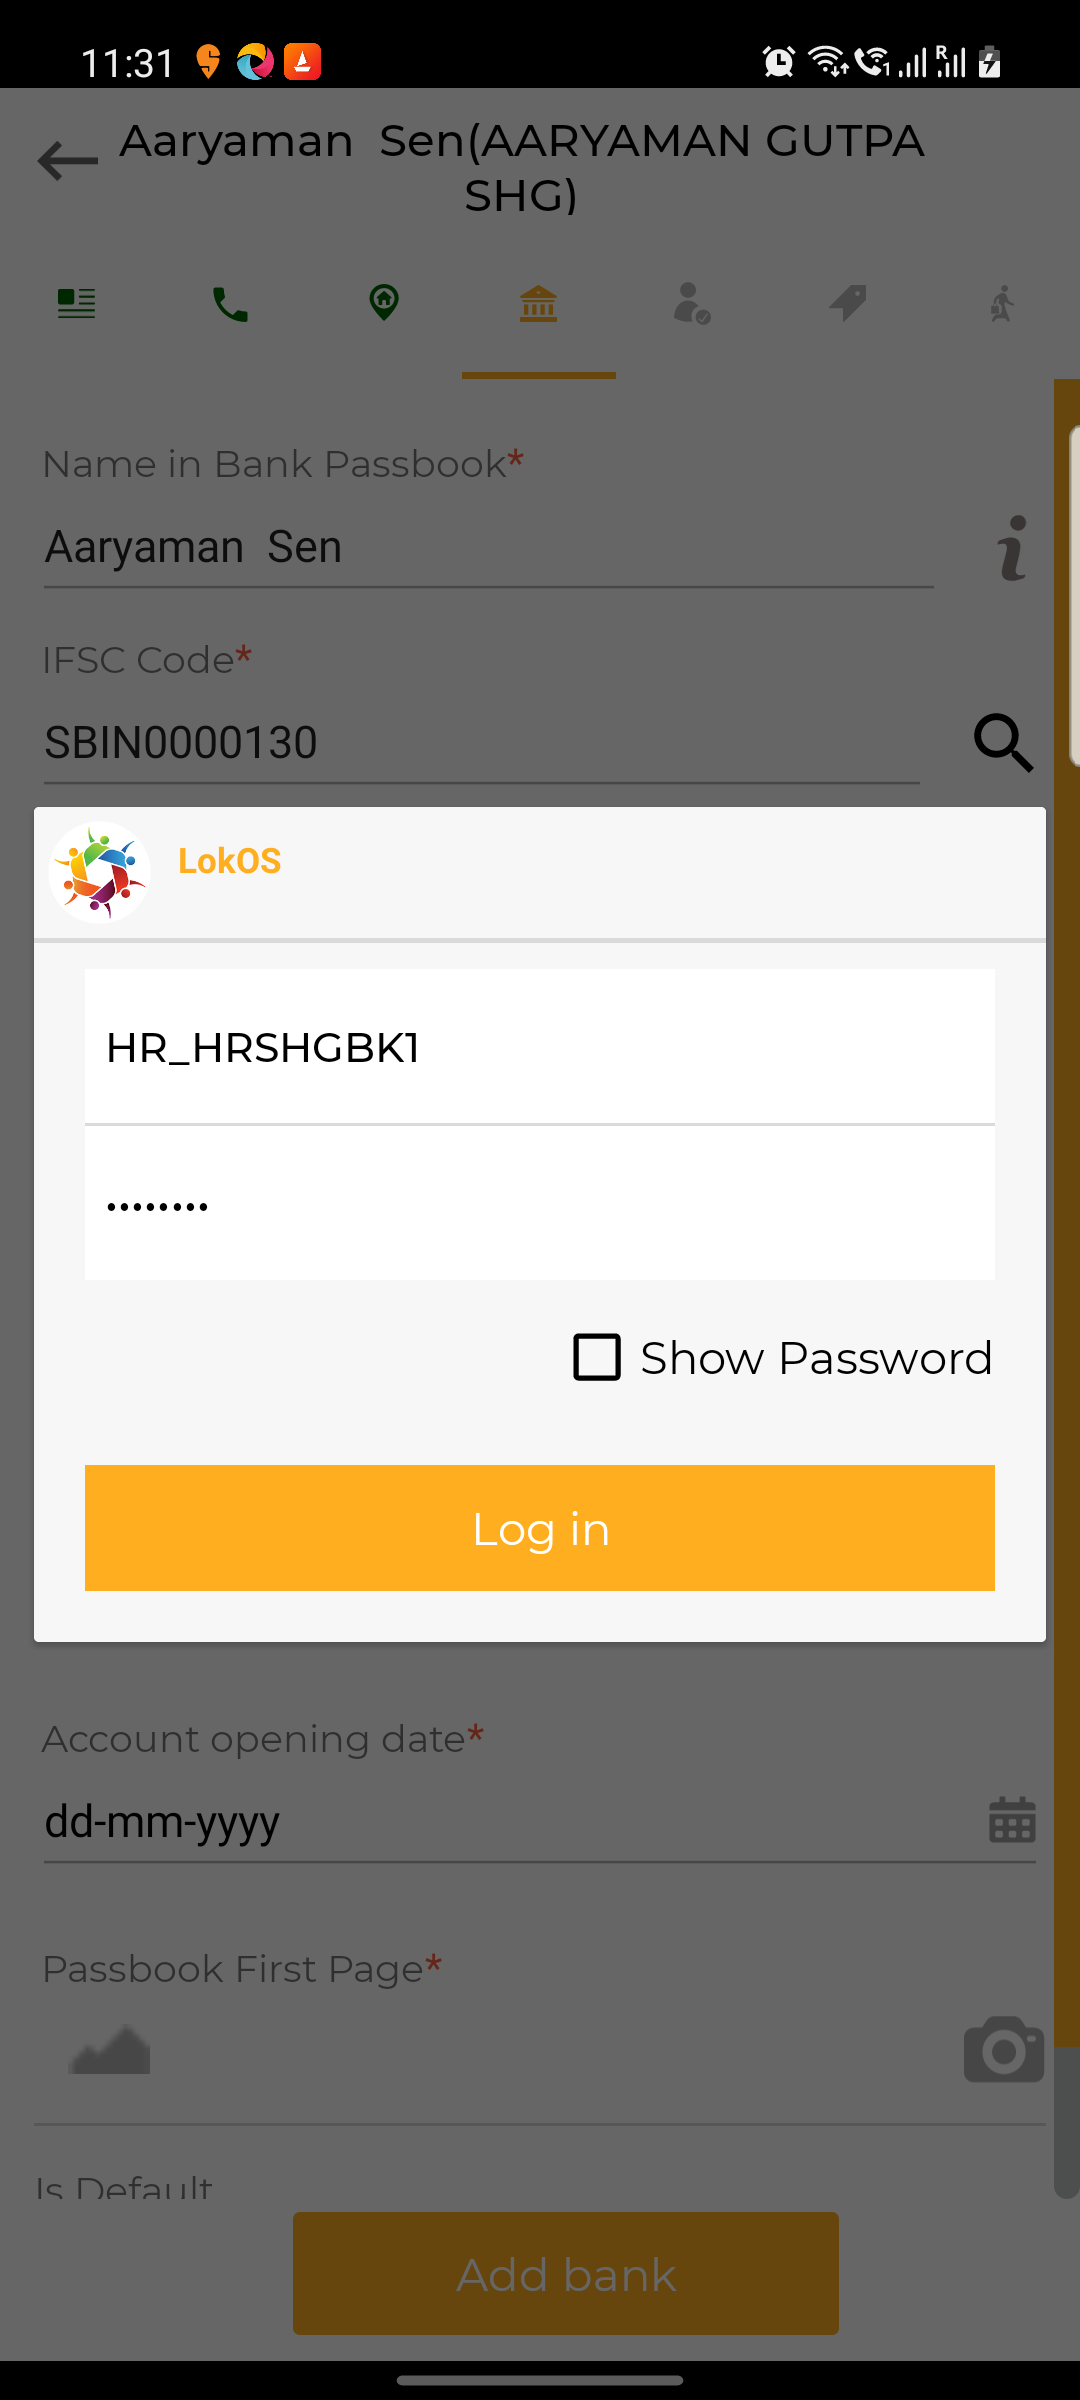 11:31
Aaryaman  Sen(AARYAMAN GUTPA
SHG)
Name in Bank Passbook*
Aaryaman  Sen
IFSC Code*
SBIN0000130
LokOS
HR_HRSHGBK1
••••••••
Show Password
Log in
Account opening date*
dd-mm-yyyy
Passbook First Page*
Is Default
Add bank